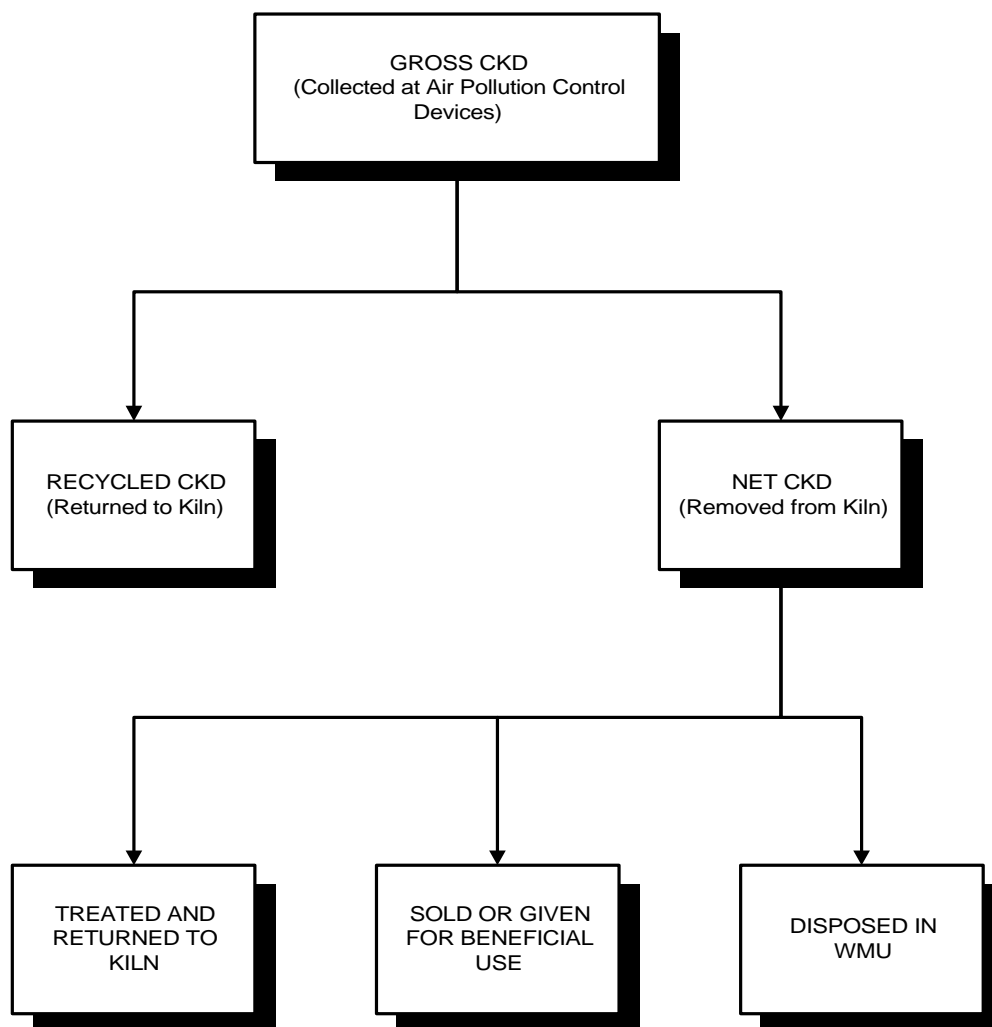 GROSS CKD
(Collected at Air Pollution Control
Devices)
RECYCLED CKD
(Returned to Kiln)
NET CKD
(Removed from Kiln)
TREATED AND
RETURNED TO
KILN
SOLD OR GIVEN
FOR BENEFICIAL
USE
DISPOSED IN
WMU